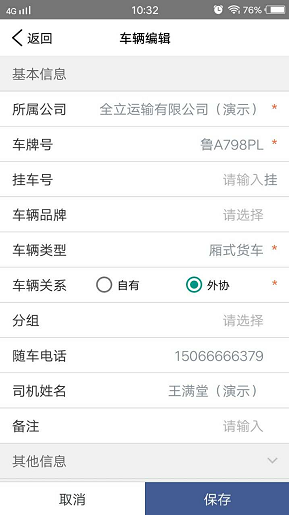 4G 10:32 76%
返回 车辆编辑
基本信息
所属公司 全立运输有限公司（演示） *
车牌号 鲁A798PL *
挂车号 请输入挂
车辆品牌 请选择
车辆类型 厢式货车 *
车辆关系 自有 外协 *
分组 请选择
随车电话 15066666379
司机姓名 王满堂（演示）
备注 请输入
其他信息
取消 保存